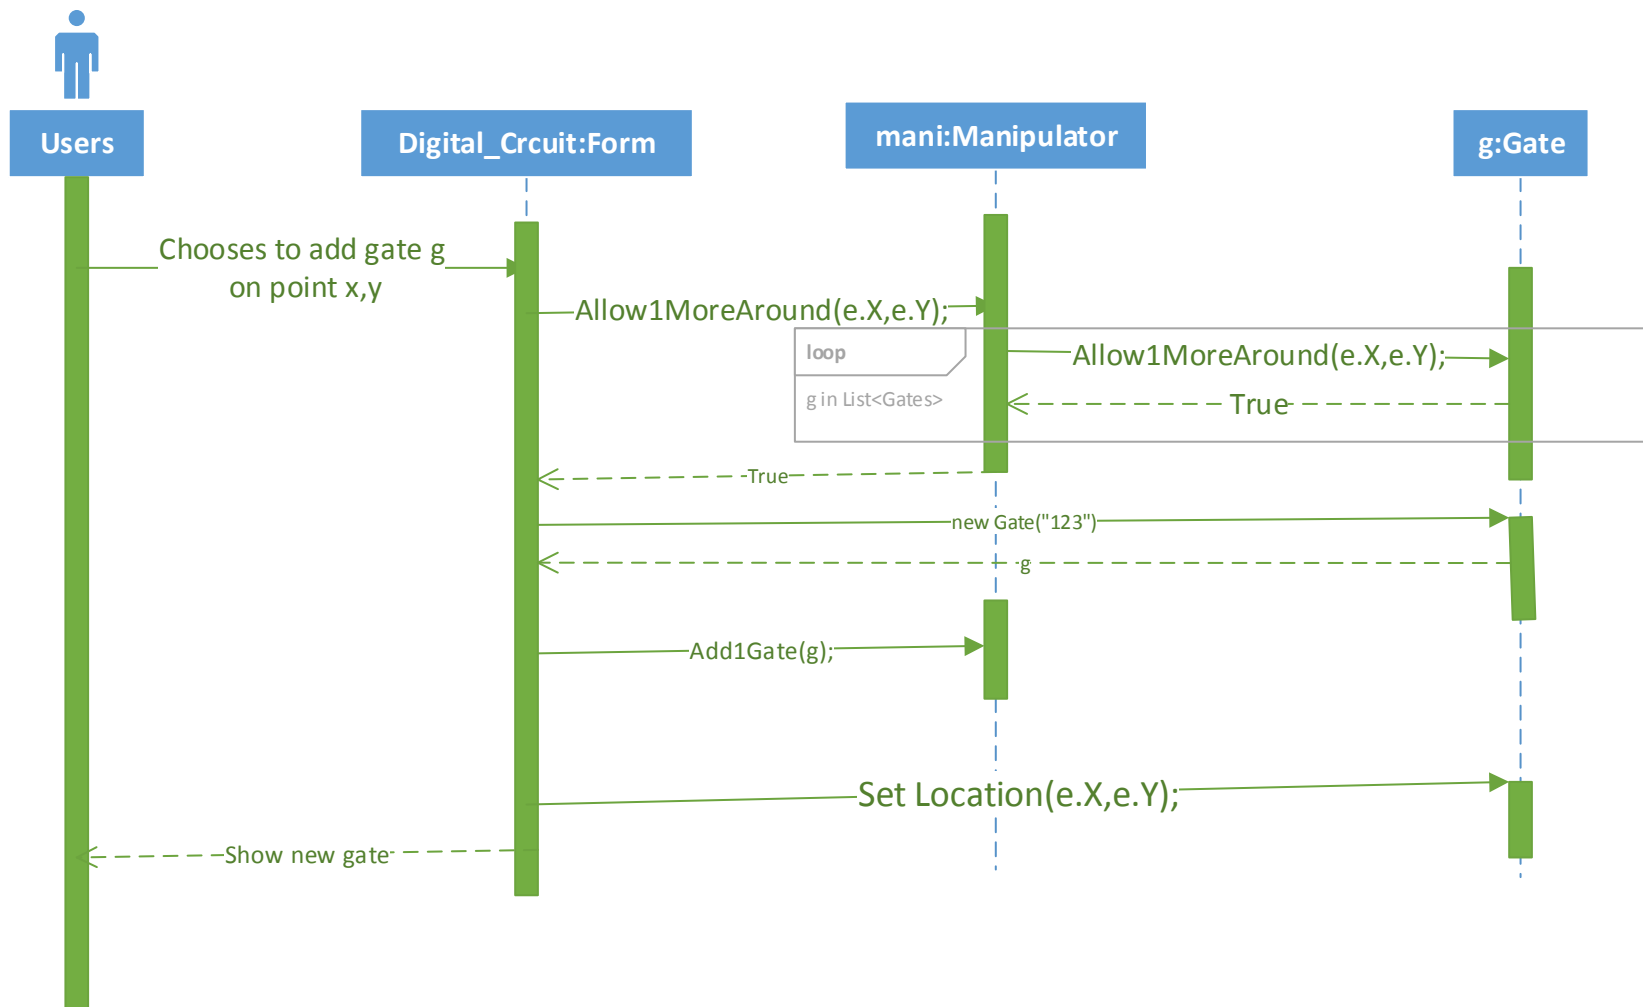 Users
Digital_Crcuit:Form
mani:Manipulator
g:Gate
Chooses to add gate g
on point x,y
Allow1MoreAround(e.X,e.Y);
loop
Allow1MoreAround(e.X,e.Y);
g in List<Gates>
True
True
new Gate("123")
g
Add1Gate(g);
Set Location(e.X,e.Y);
Show new gate